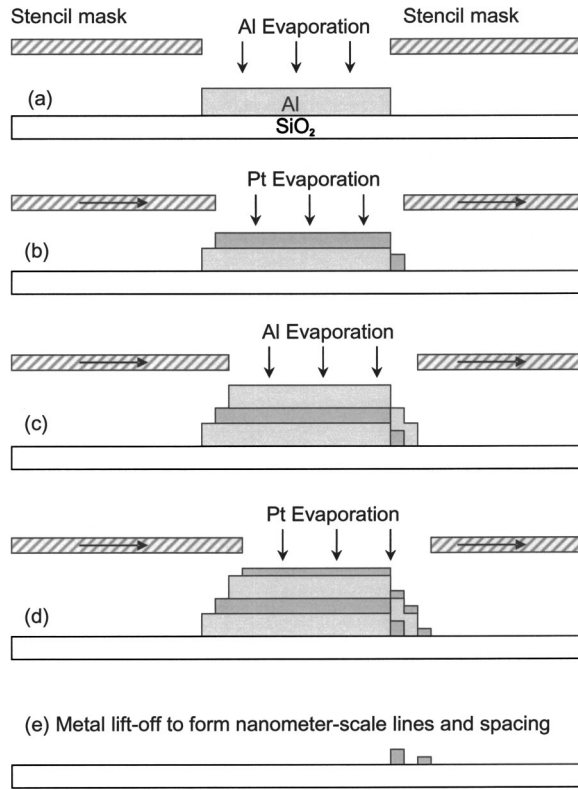 Stencil mask
Stencil mask
Al Evaporation
(a)
Al
SiO₂
Pt Evaporation
(b)
Al Evaporation
(c)
Pt Evaporation
(d)
(e) Metal lift-off to form nanometer-scale lines and spacing